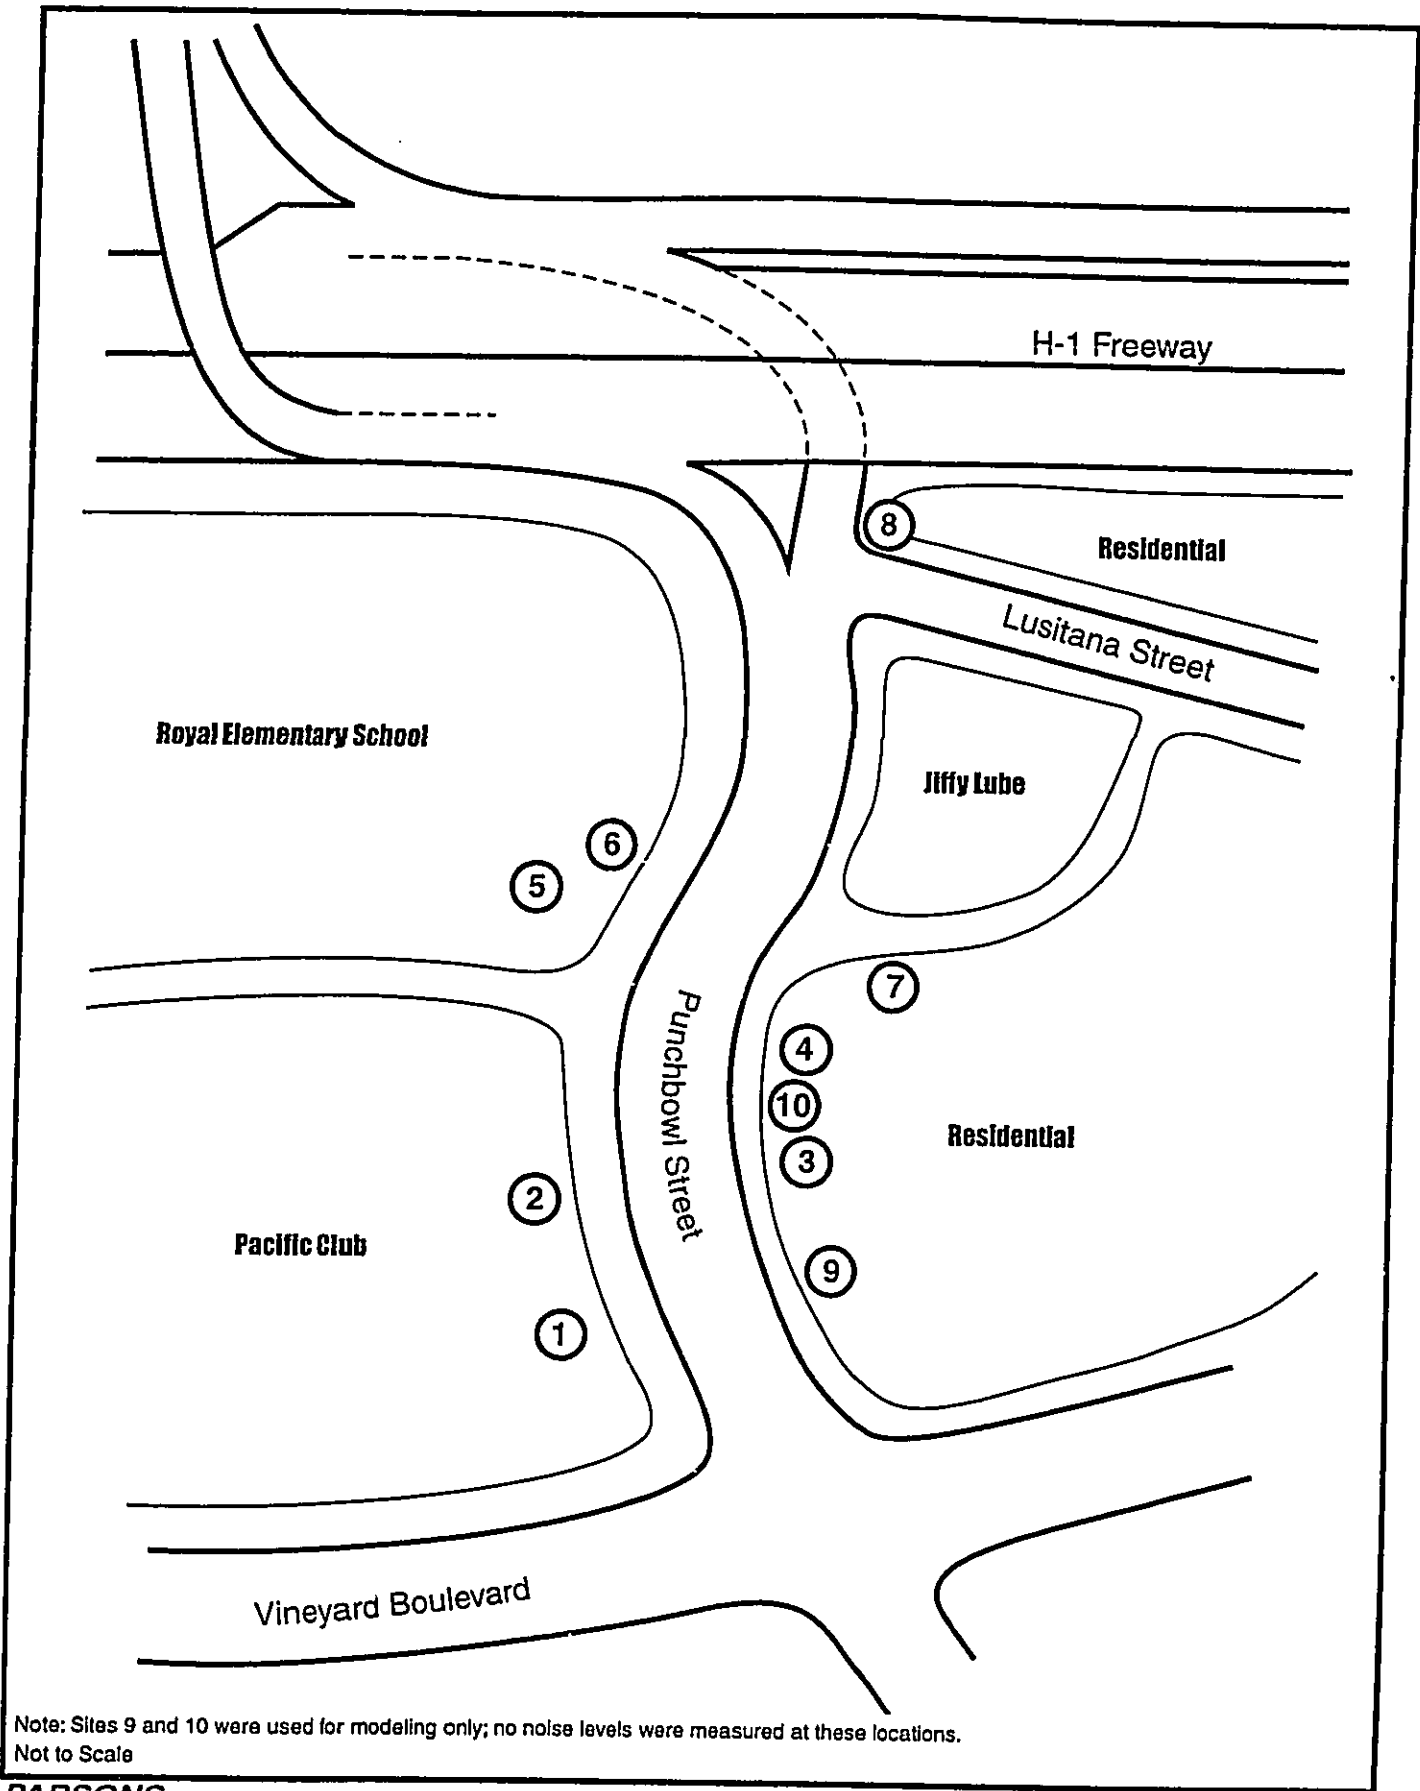 H-1 Freeway
8
Residential
Lusitana Street
Royal Elementary School
Jiffy Lube
6
5
7
Punchbowl Street
4
10
3
Residential
2
Pacific Club
9
1
Vineyard Boulevard
Note: Sites 9 and 10 were used for modeling only; no noise levels were measured at these locations.
Not to Scale
PARSONS